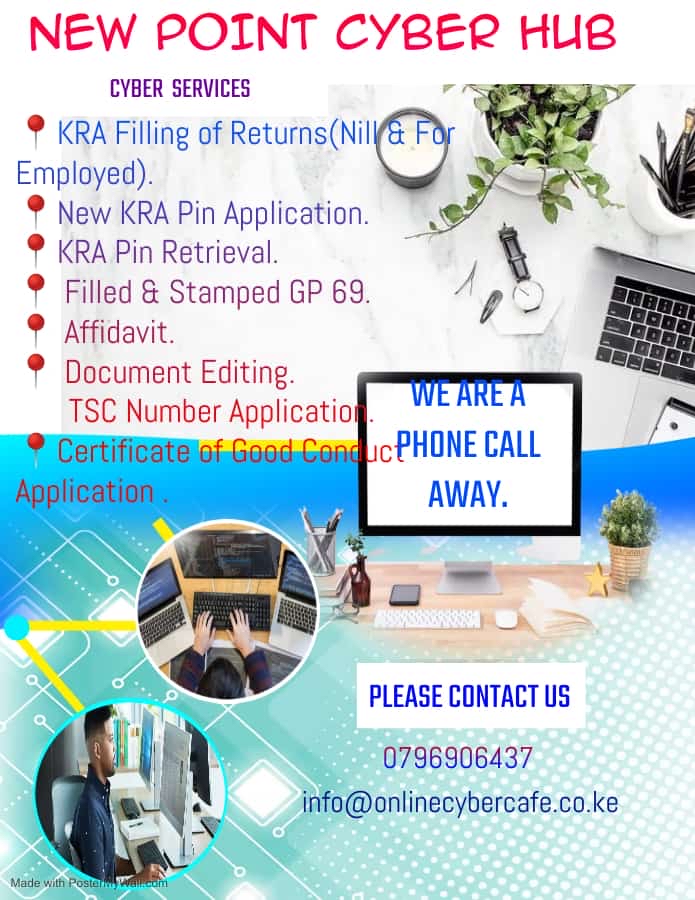 NEW POINT CYBER HUB
CYBER SERVICES
KRA Filling of Returns(Nill & For
Employed).
New KRA Pin Application.
KRA Pin Retrieval.
Filled & Stamped GP 69.
Affidavit.
Document Editing.
TSC Number Application.
Certificate of Good Conduct
Application .
WE ARE A
PHONE CALL
AWAY.
PLEASE CONTACT US
0796906437
info@onlinecybercafe.co.ke
Made with PosterMyWall.com